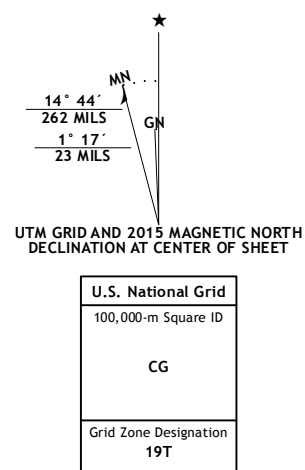 ★
MN
GN
14° 44´
262 MILS
1° 17´
23 MILS
UTM GRID AND 2015 MAGNETIC NORTH
DECLINATION AT CENTER OF SHEET
U.S. National Grid
100,000-m Square ID
CG
Grid Zone Designation
19T